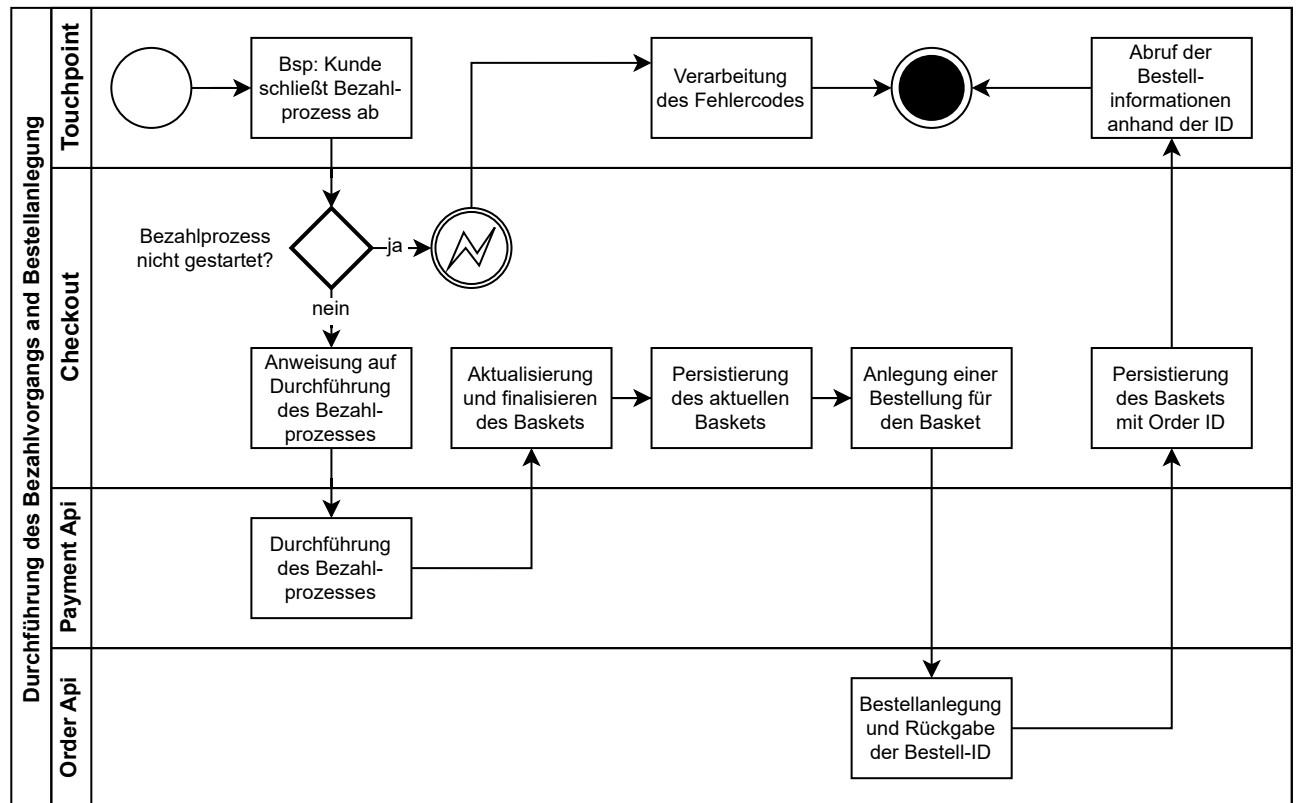 Durchführung des Bezahlvorgangs and Bestellanlegung
Touchpoint
Bsp: Kunde
schließt Bezahl-
prozess ab
Verarbeitung
des Fehlercodes
Abruf der
Bestell-
informationen
anhand der ID
Checkout
Bezahlprozess
nicht gestartet?
ja
nein
Anweisung auf
Durchführung
des Bezahl-
prozesses
Aktualisierung
und finalisieren
des Baskets
Persistierung
des aktuellen
Baskets
Anlegung einer
Bestellung für
den Basket
Persistierung
des Baskets
mit Order ID
Payment Api
Durchführung
des Bezahl-
prozesses
Order Api
Bestellanlegung
und Rückgabe
der Bestell-ID